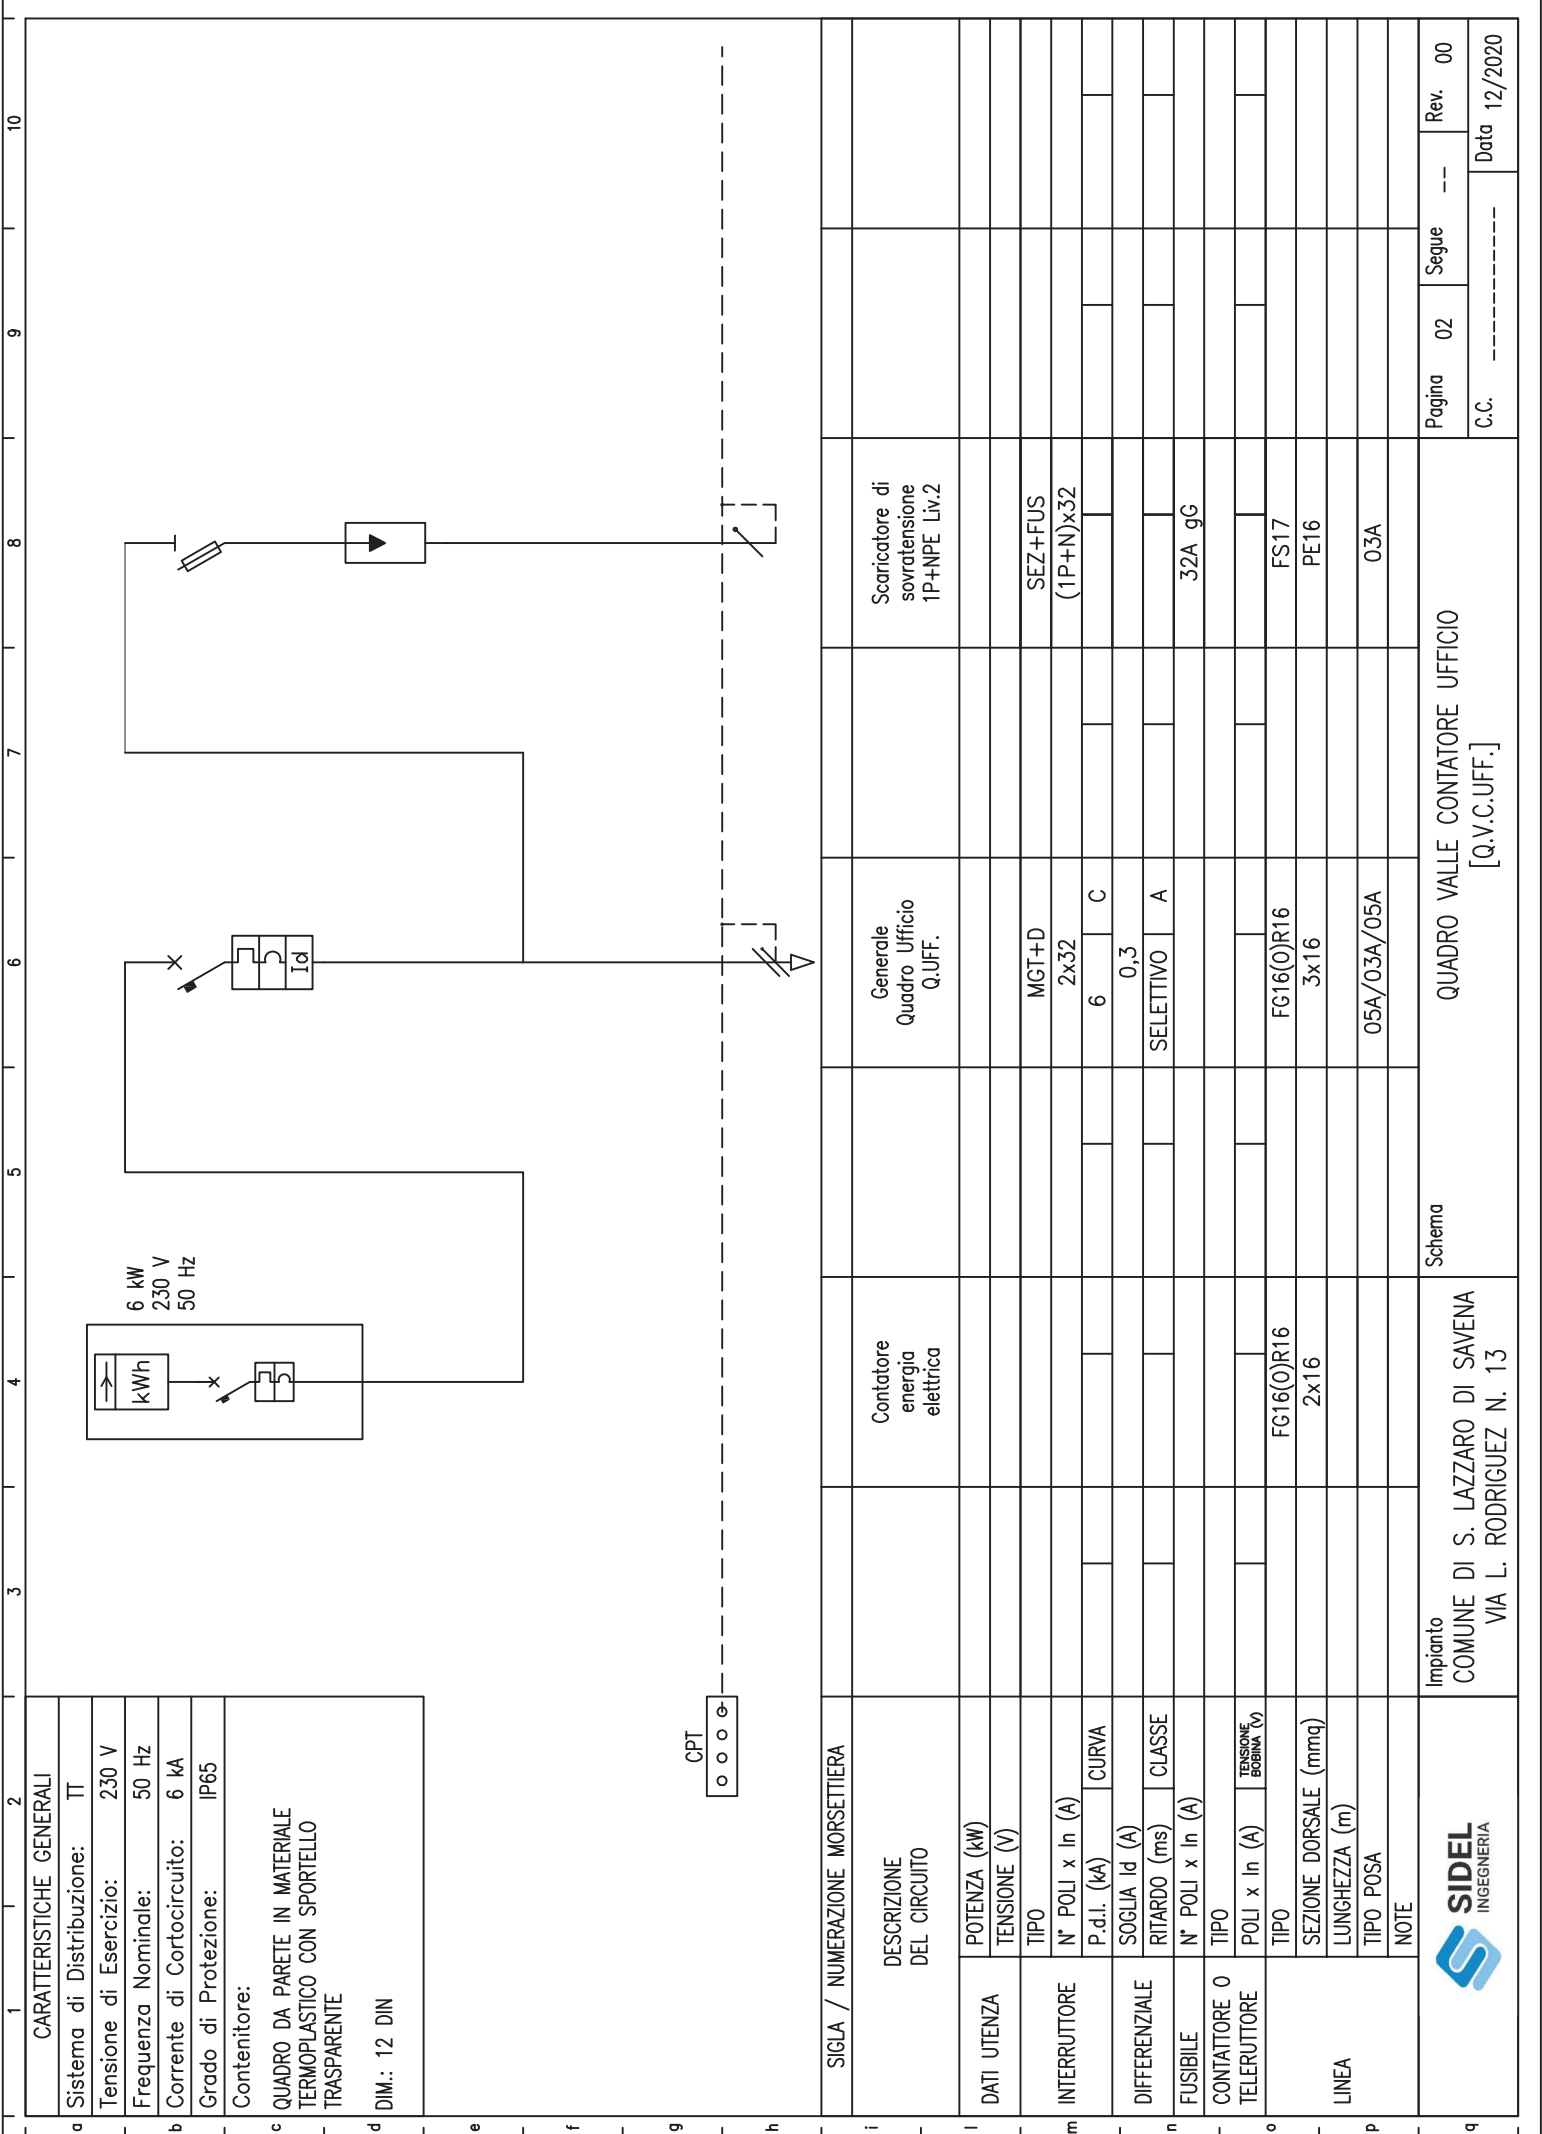 1
2
3
4
5
6
7
8
9
10
a
b
c
d
e
f
g
h
i
l
m
n
o
p
q
CARATTERISTICHE GENERALI
Sistema di Distribuzione: TT
Tensione di Esercizio: 230 V
Frequenza Nominale: 50 Hz
Corrente di Cortocircuito: 6 kA
Grado di Protezione: IP65
Contenitore:
QUADRO DA PARETE IN MATERIALE
TERMOPLASTICO CON SPORTELLO
TRASPARENTE
DIM.: 12 DIN
kWh
6 kW
230 V
50 Hz
Id
CPT
SIGLA / NUMERAZIONE MORSETTIERA
DESCRIZIONE
DEL CIRCUITO
Contatore
energia
elettrica
Generale
Quadro Ufficio
Q.UFF.
Scaricatore di
sovratensione
1P+NPE Liv.2
DATI UTENZA
POTENZA (kW)
TENSIONE (V)
INTERRUTTORE
TIPO MGT+D SEZ+FUS
N° POLI x In (A) 2x32 (1P+N)x32
P.d.I. (kA) CURVA 6 C
DIFFERENZIALE
SOGLIA Id (A) 0,3
RITARDO (ms) CLASSE SELETTIVO A
FUSIBILE N° POLI x In (A) 32A gG
CONTATTORE O
TELERUTTORE
TIPO
POLI x In (A) TENSIONE
BOBINA (V)
LINEA
TIPO FG16(O)R16 FG16(O)R16 FS17
SEZIONE DORSALE (mmq) 2x16 3x16 PE16
LUNGHEZZA (m)
TIPO POSA 05A/03A/05A 03A
NOTE
SIDEL
INGEGNERIA
Impianto
COMUNE DI S. LAZZARO DI SAVENA
VIA L. RODRIGUEZ N. 13
Schema
QUADRO VALLE CONTATORE UFFICIO
[Q.V.C.UFF.]
Pagina 02 Segue -- Rev. 00
C.C. ------------ Data 12/2020